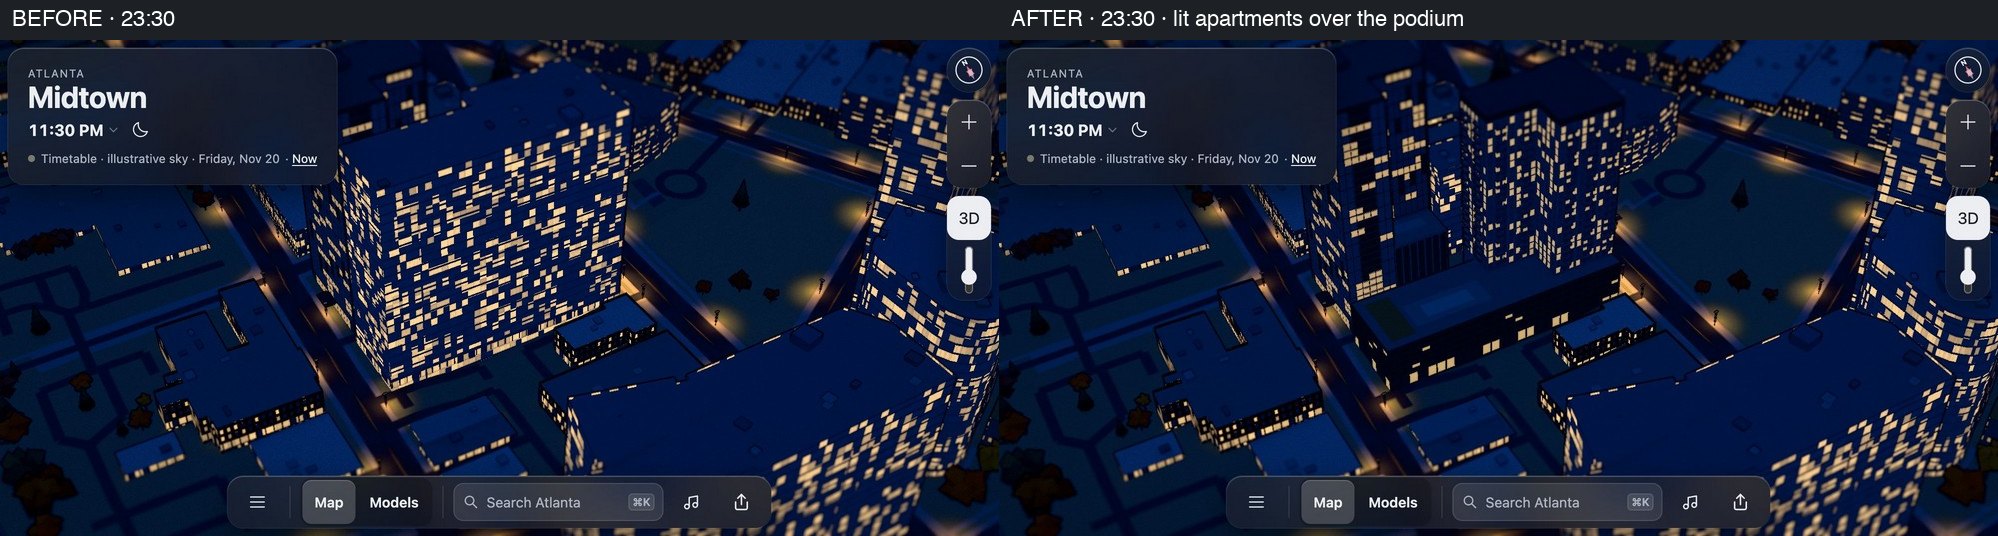 BEFORE · 23:30
ATLANTA
Midtown
11:30 PM
Timetable · illustrative sky · Friday, Nov 20 · Now
N
+
−
3D
Map Models Search Atlanta ⌘K
AFTER · 23:30 · lit apartments over the podium
ATLANTA
Midtown
11:30 PM
Timetable · illustrative sky · Friday, Nov 20 · Now
N
+
−
3D
Map Models Search Atlanta ⌘K